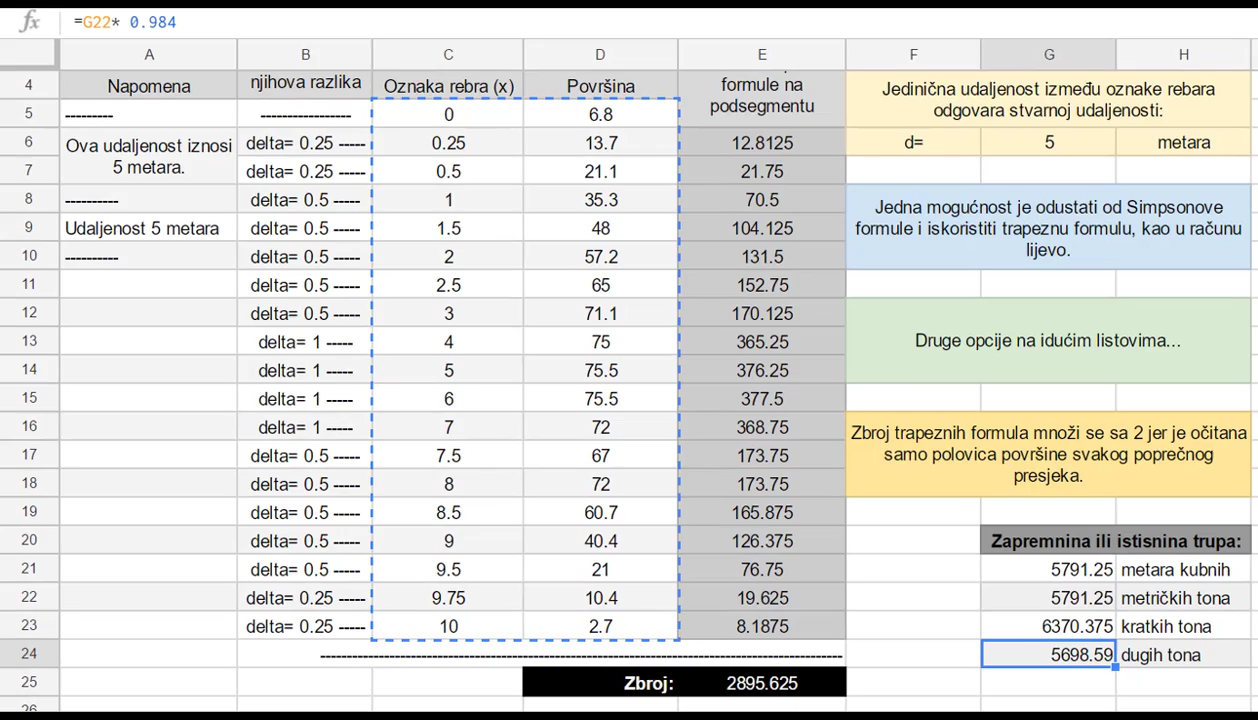 fx =G22* 0.984
A B C D E F G H
4 Napomena njihova razlika Oznaka rebra (x) Površina formule na podsegmentu Jedinična udaljenost između oznake rebara
odgovara stvarnoj udaljenosti:
5 --------- ----------------- 0 6.8
6 Ova udaljenost iznosi delta= 0.25 ----- 0.25 13.7 12.8125 d= 5 metara
7 5 metara. delta= 0.25 ----- 0.5 21.1 21.75
8 ---------- delta= 0.5 ----- 1 35.3 70.5 Jedna mogućnost je odustati od Simpsonove
9 Udaljenost 5 metara delta= 0.5 ----- 1.5 48 104.125 formule i iskoristiti trapeznu formulu, kao u računu
10 ---------- delta= 0.5 ----- 2 57.2 131.5 lijevo.
11 delta= 0.5 ----- 2.5 65 152.75
12 delta= 0.5 ----- 3 71.1 170.125
13 delta= 1 ----- 4 75 365.25 Druge opcije na idućim listovima...
14 delta= 1 ----- 5 75.5 376.25
15 delta= 1 ----- 6 75.5 377.5
16 delta= 1 ----- 7 72 368.75 Zbroj trapeznih formula množi se sa 2 jer je očitana
17 delta= 0.5 ----- 7.5 67 173.75 samo polovica površine svakog poprečnog
18 delta= 0.5 ----- 8 72 173.75 presjeka.
19 delta= 0.5 ----- 8.5 60.7 165.875
20 delta= 0.5 ----- 9 40.4 126.375 Zapremnina ili istisnina trupa:
21 delta= 0.5 ----- 9.5 21 76.75 5791.25 metara kubnih
22 delta= 0.25 ----- 9.75 10.4 19.625 5791.25 metričkih tona
23 delta= 0.25 ----- 10 2.7 8.1875 6370.375 kratkih tona
24 ---------------------------------------------------------------- 5698.59 dugih tona
25 Zbroj: 2895.625
26